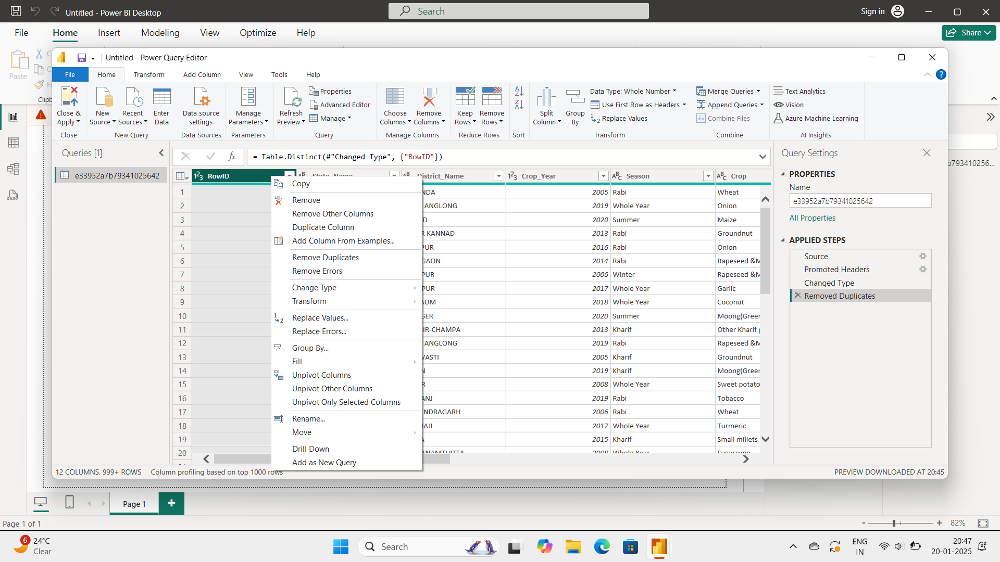 Untitled - Power BI Desktop
Search
Sign in
File Home Insert Modeling View Optimize Help
Share
Paste
Clipb
Untitled - Power Query Editor
File Home Transform Add Column View Tools Help
Close & Apply
New Source
Recent Sources
Enter Data
Data source settings
Manage Parameters
Refresh Preview
Properties
Advanced Editor
Manage
Choose Columns
Remove Columns
Keep Rows
Remove Rows
Split Column
Group By
Data Type: Whole Number
Use First Row as Headers
Replace Values
Merge Queries
Append Queries
Combine Files
Text Analytics
Vision
Azure Machine Learning
Close
New Query
Data Sources
Parameters
Query
Manage Columns
Reduce Rows
Sort
Transform
Combine
AI Insights
Queries [1]
e33952a7b79341025642
= Table.Distinct(#"Changed Type", {"RowID"})
RowID District_Name Crop_Year Season Crop
1 NDA 2005 Rabi Wheat
2 ANGLONG 2019 Whole Year Onion
3 D 2020 Summer Maize
4 R KANNAD 2013 Rabi Groundnut
5 PUR 2016 Rabi Onion
6 GAON 2014 Rabi Rapeseed &M
7 PUR 2006 Winter Rapeseed &M
8 PUR 2017 Whole Year Garlic
9 AUM 2018 Whole Year Coconut
10 GER 2020 Summer Moong(Green
11 IR-CHAMPA 2013 Kharif Other Kharif p
12 ANGLONG 2019 Rabi Rapeseed &M
13 VASTI 2005 Kharif Groundnut
14 N 2019 Kharif Moong(Green
15 R 2008 Whole Year Sweet potato
16 ANJ 2019 Rabi Tobacco
17 ENDRAGARH 2006 Rabi Wheat
18 AJI 2017 Whole Year Turmeric
19 A 2015 Kharif Small millets
20 ANAMTHITTA 2008 Whole Year Sugarcane
Copy
Remove
Remove Other Columns
Duplicate Column
Add Column From Examples...
Remove Duplicates
Remove Errors
Change Type
Transform
Replace Values...
Replace Errors...
Group By...
Fill
Unpivot Columns
Unpivot Other Columns
Unpivot Only Selected Columns
Rename...
Move
Drill Down
Add as New Query
Query Settings
PROPERTIES
Name
e33952a7b79341025642
All Properties
APPLIED STEPS
Source
Promoted Headers
Changed Type
Removed Duplicates
b793410256...
12 COLUMNS, 999+ ROWS Column profiling based on top 1000 rows
PREVIEW DOWNLOADED AT 20:45
Page 1
Page 1 of 1
82%
6
24°C
Clear
Search
ENG
IN
20:47
20-01-2025